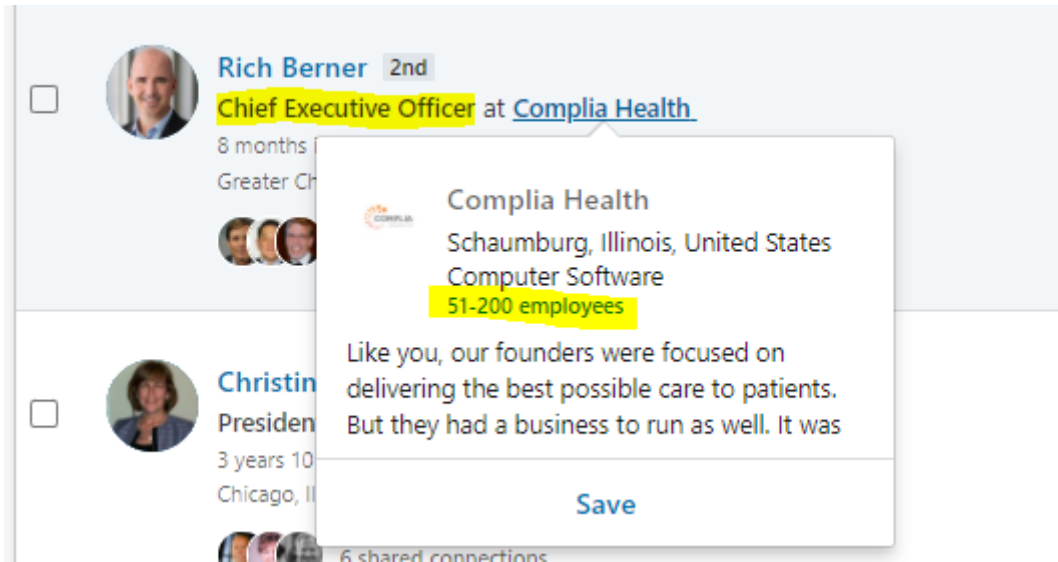 Rich Berner 2nd
Chief Executive Officer at Complia Health
8 months
Greater
Complia Health
Schaumburg, Illinois, United States
Computer Software
51-200 employees
Like you, our founders were focused on
delivering the best possible care to patients.
But they had a business to run as well. It was
Save
Christin
Presiden
3 years 10
Chicago,
6 shared connections